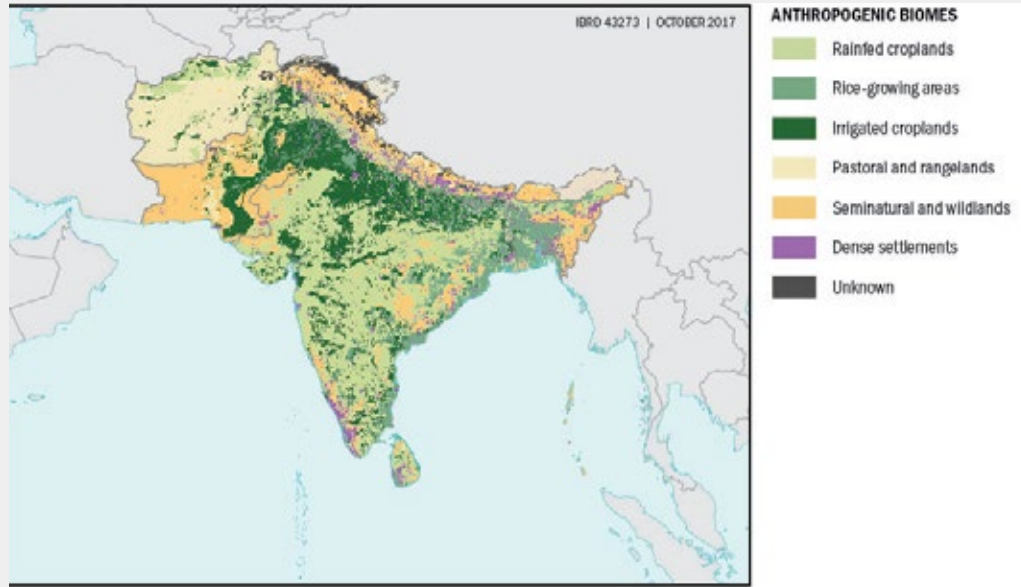 IBRD 43273 | OCTOBER 2017
ANTHROPOGENIC BIOMES
Rainfed croplands
Rice-growing areas
Irrigated croplands
Pastoral and rangelands
Seminatural and wildlands
Dense settlements
Unknown